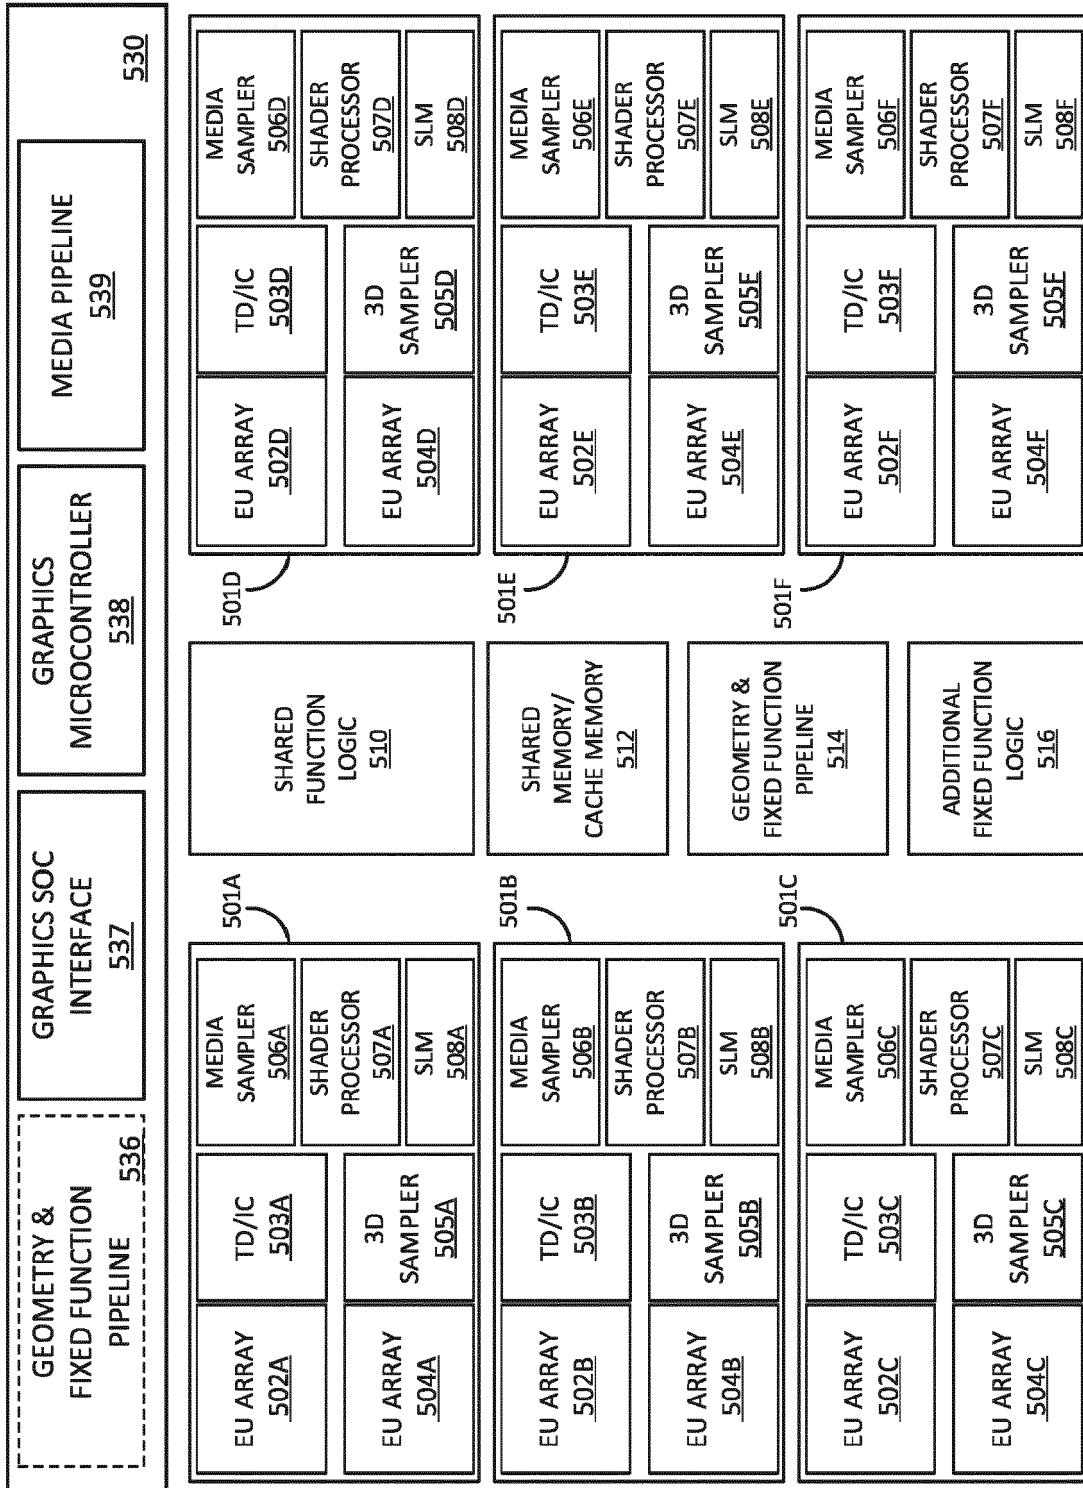 GEOMETRY &
FIXED FUNCTION
PIPELINE
536
GRAPHICS SOC
INTERFACE
537
GRAPHICS
MICROCONTROLLER
538
MEDIA PIPELINE
539
530
501A
EU ARRAY
502A
TD/IC
503A
MEDIA
SAMPLER
506A
EU ARRAY
504A
3D
SAMPLER
505A
SHADER
PROCESSOR
507A
SLM
508A
SHARED
FUNCTION
LOGIC
510
501D
EU ARRAY
502D
TD/IC
503D
MEDIA
SAMPLER
506D
EU ARRAY
504D
3D
SAMPLER
505D
SHADER
PROCESSOR
507D
SLM
508D
501B
EU ARRAY
502B
TD/IC
503B
MEDIA
SAMPLER
506B
EU ARRAY
504B
3D
SAMPLER
505B
SHADER
PROCESSOR
507B
SLM
508B
SHARED
MEMORY/
CACHE MEMORY
512
501E
EU ARRAY
502E
TD/IC
503E
MEDIA
SAMPLER
506E
EU ARRAY
504E
3D
SAMPLER
505E
SHADER
PROCESSOR
507E
SLM
508E
GEOMETRY &
FIXED FUNCTION
PIPELINE
514
501C
EU ARRAY
502C
TD/IC
503C
MEDIA
SAMPLER
506C
EU ARRAY
504C
3D
SAMPLER
505C
SHADER
PROCESSOR
507C
SLM
508C
ADDITIONAL
FIXED FUNCTION
LOGIC
516
501F
EU ARRAY
502F
TD/IC
503F
MEDIA
SAMPLER
506F
EU ARRAY
504F
3D
SAMPLER
505F
SHADER
PROCESSOR
507F
SLM
508F